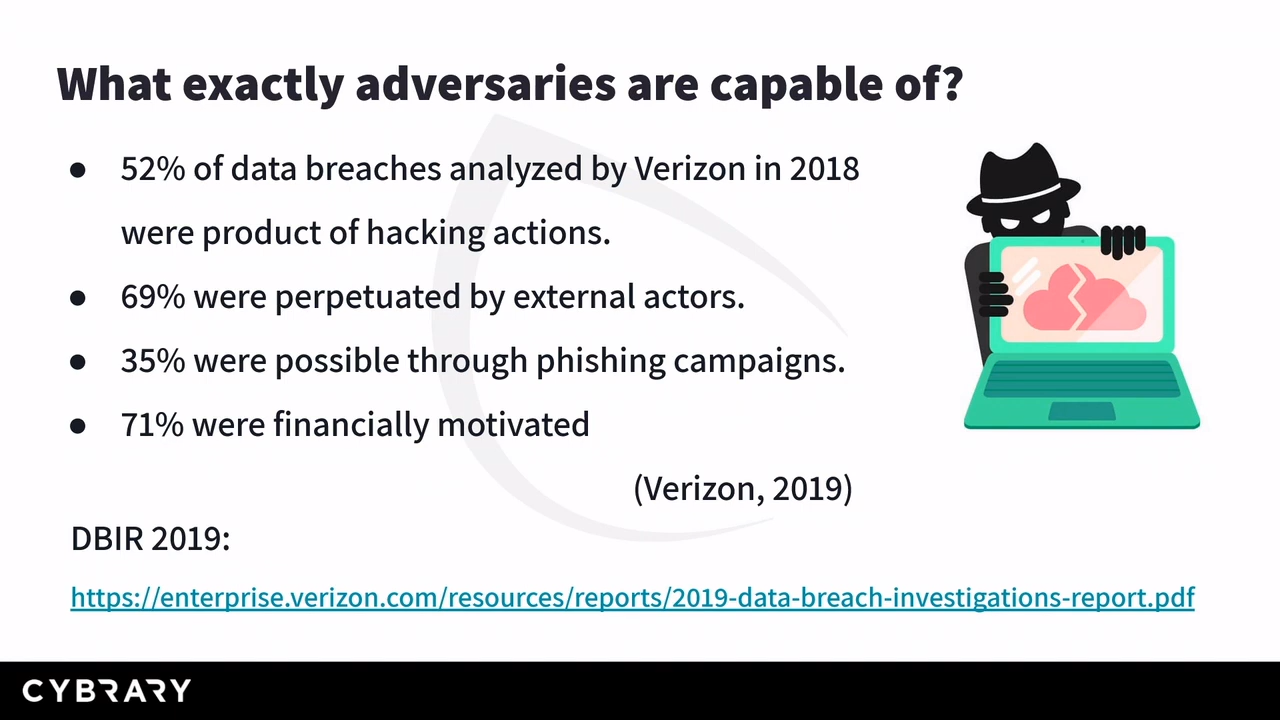 What exactly adversaries are capable of?
● 52% of data breaches analyzed by Verizon in 2018
were product of hacking actions.
● 69% were perpetuated by external actors.
● 35% were possible through phishing campaigns.
● 71% were financially motivated
(Verizon, 2019)
DBIR 2019:
https://enterprise.verizon.com/resources/reports/2019-data-breach-investigations-report.pdf
CYBRARY